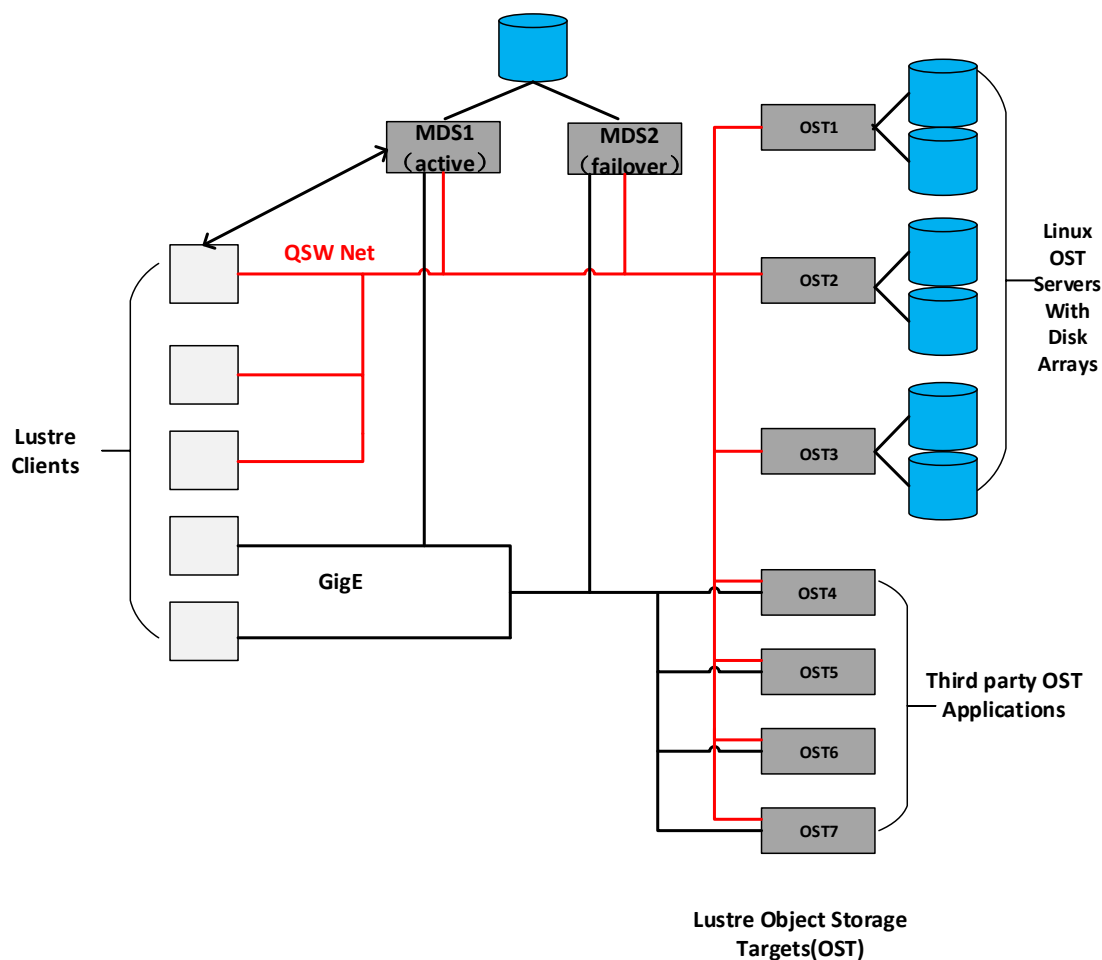 MDS1
（active）
MDS2
（failover）
OST1
QSW Net
OST2
Linux
OST
Servers
With
Disk
Arrays
Lustre
Clients
OST3
GigE
OST4
OST5
Third party OST
Applications
OST6
OST7
Lustre Object Storage
Targets(OST)